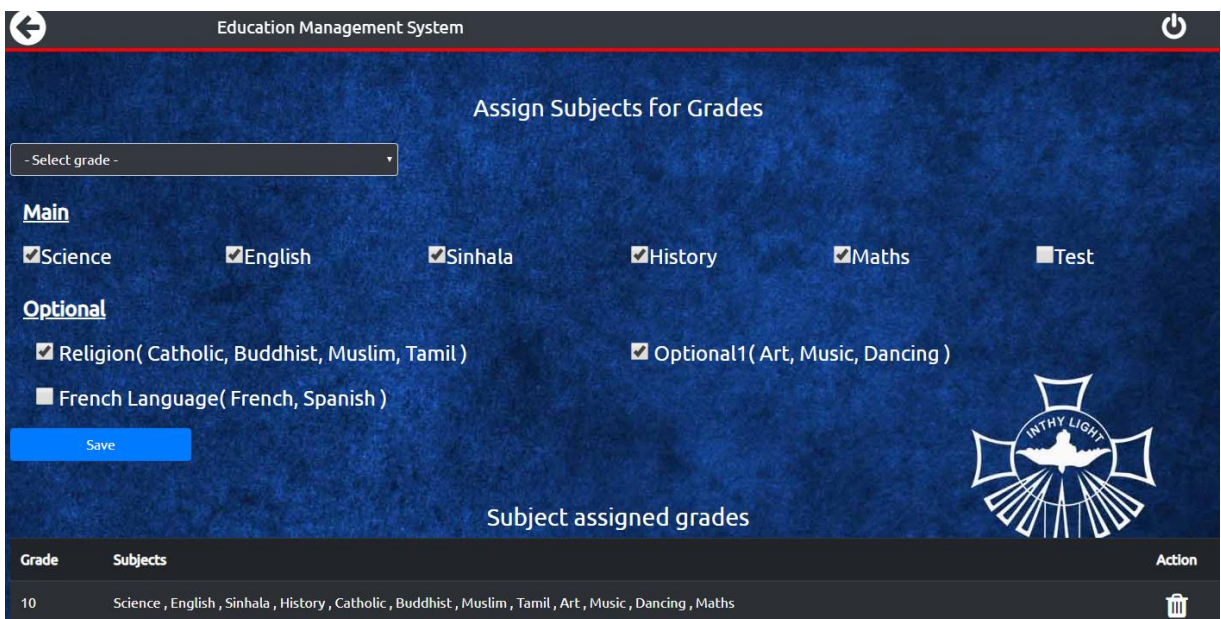 Education Management System
Assign Subjects for Grades
- Select grade -
Main
Science English Sinhala History Maths Test
Optional
Religion( Catholic, Buddhist, Muslim, Tamil ) Optional1( Art, Music, Dancing )
French Language( French, Spanish )
Save
INTHY LIGHT
Subject assigned grades
Grade Subjects Action
10 Science , English , Sinhala , History , Catholic , Buddhist , Muslim , Tamil , Art , Music , Dancing , Maths